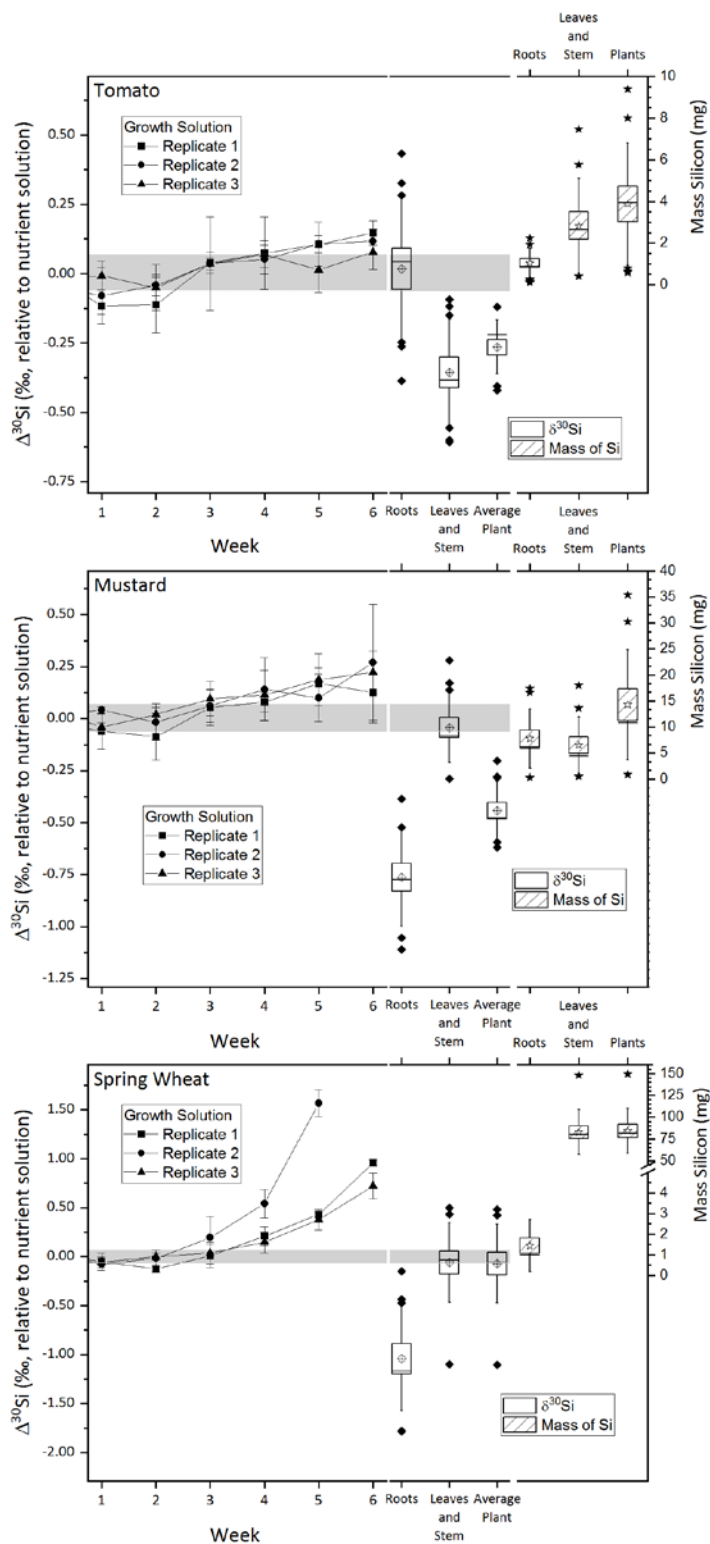 Leaves
and
Roots Stem Plants
Tomato
Growth Solution
Replicate 1
Replicate 2
Replicate 3
0.50
0.25
0.00
-0.25
-0.50
-0.75
Δ³⁰Si (‰, relative to nutrient solution)
10
8
6
4
2
0
Mass Silicon (mg)
δ³⁰Si
Mass of Si
1 2 3 4 5 6
Week
Roots
Leaves
and
Stem
Average
Plant
Roots
Leaves
and
Stem
Plants
Mustard
0.50
0.25
0.00
-0.25
-0.50
-0.75
-1.00
-1.25
Δ³⁰Si (‰, relative to nutrient solution)
Growth Solution
Replicate 1
Replicate 2
Replicate 3
40
35
30
25
20
15
10
5
0
Mass Silicon (mg)
δ³⁰Si
Mass of Si
1 2 3 4 5 6
Week
Roots
Leaves
and
Stem
Average
Plant
Roots
Leaves
and
Stem
Plants
Spring Wheat
Growth Solution
Replicate 1
Replicate 2
Replicate 3
1.50
1.00
0.50
0.00
-0.50
-1.00
-1.50
-2.00
Δ³⁰Si (‰, relative to nutrient solution)
150
125
100
75
50
4
3
2
1
0
Mass Silicon (mg)
δ³⁰Si
Mass of Si
1 2 3 4 5 6
Week
Roots
Leaves
and
Stem
Average
Plant